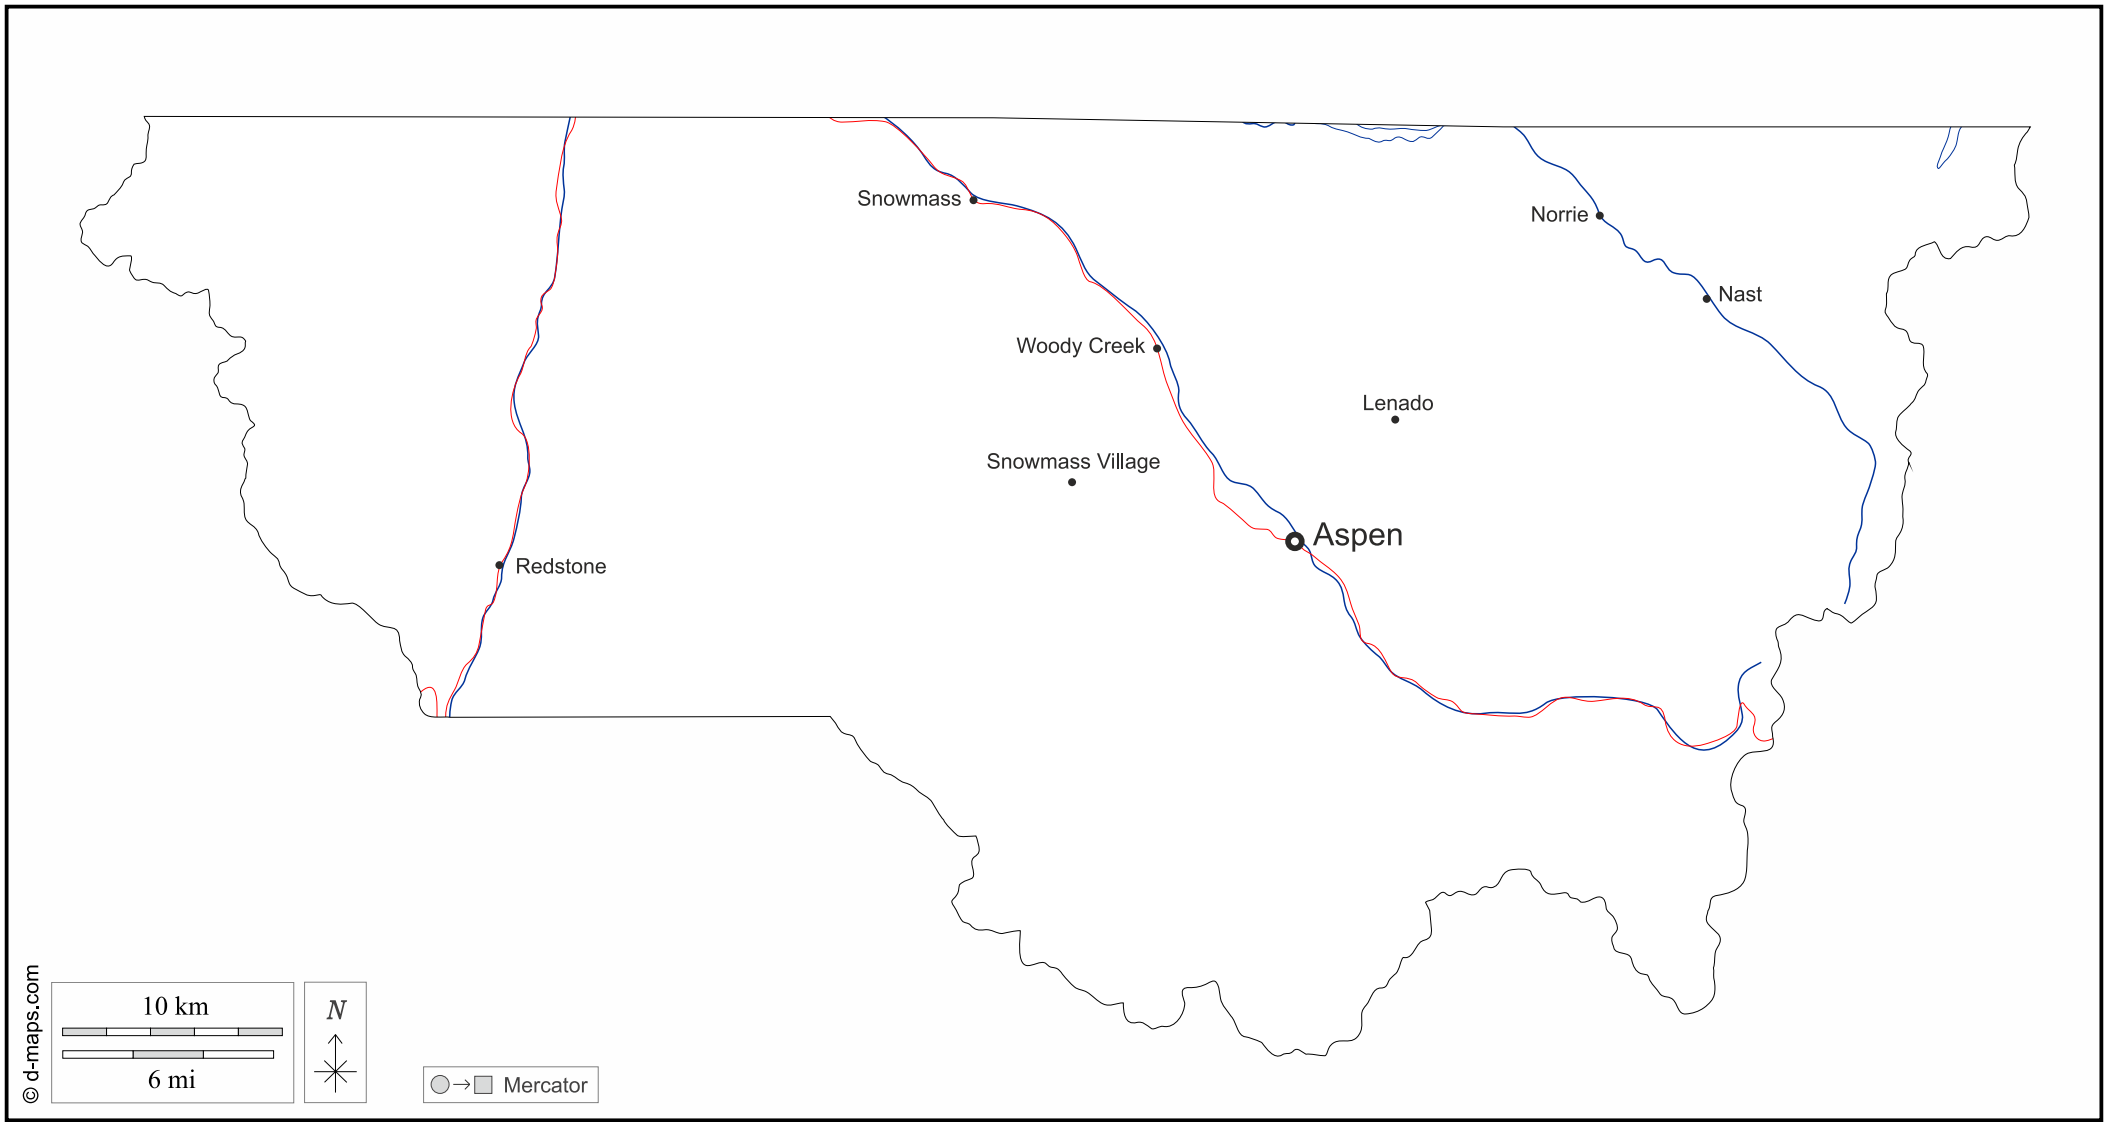 Snowmass
Norrie
Nast
Woody Creek
Lenado
Snowmass Village
Aspen
Redstone
© d-maps.com
10 km
6 mi
N
Mercator